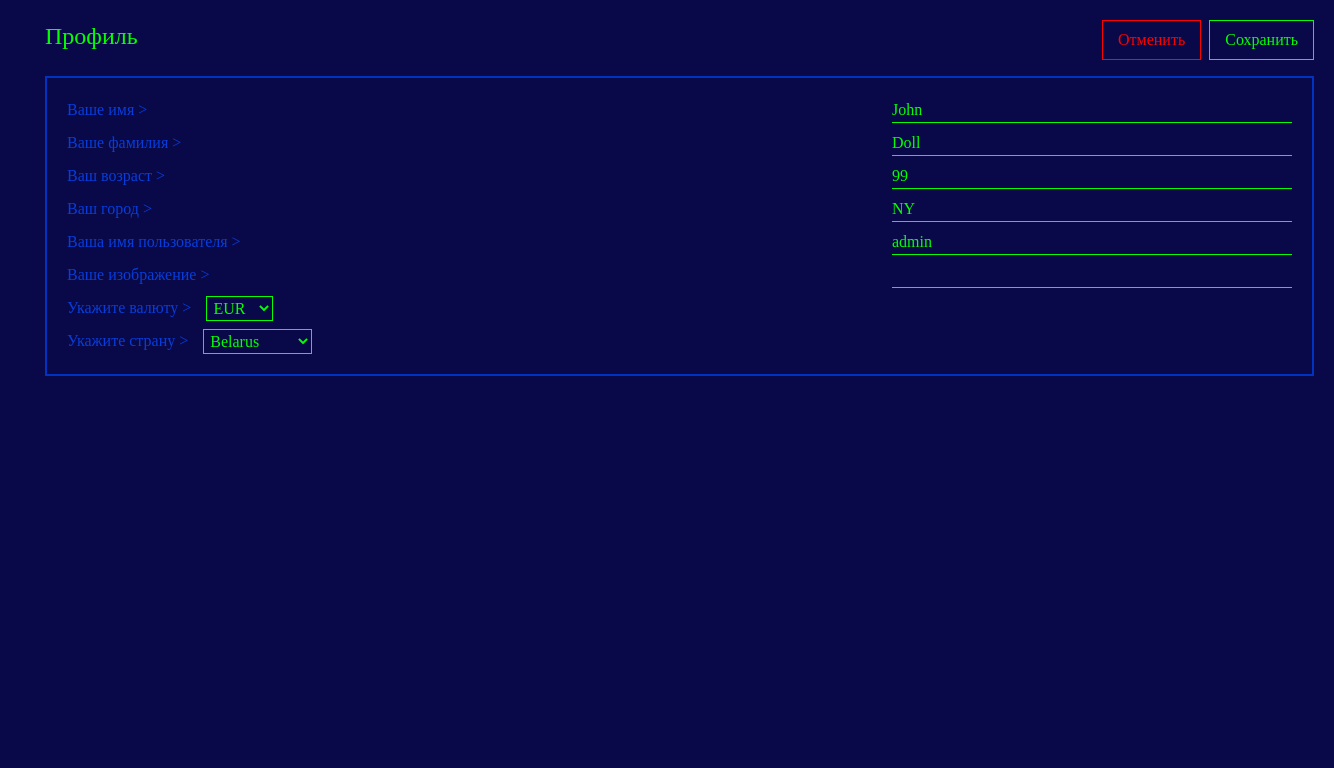 Профиль
Отменить Сохранить
Ваше имя > John
Ваше фамилия > Doll
Ваш возраст > 99
Ваш город > NY
Ваша имя пользователя > admin
Ваше изображение >
Укажите валюту > EUR
Укажите страну > Belarus